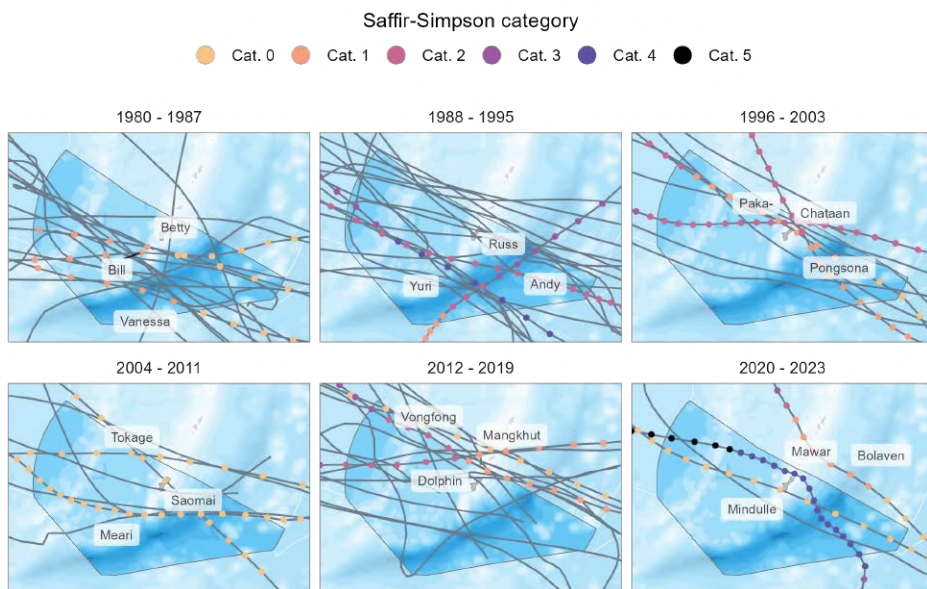 Saffir-Simpson category
Cat. 0 Cat. 1 Cat. 2 Cat. 3 Cat. 4 Cat. 5
1980 - 1987 1988 - 1995 1996 - 2003
Betty
Bill
Vanessa
Russ
Yuri
Andy
Paka-
Chataan
Pongsona
2004 - 2011 2012 - 2019 2020 - 2023
Tokage
Saomai
Meari
Vongfong
Mangkhut
Dolphin
Mawar
Bolaven
Mindulle